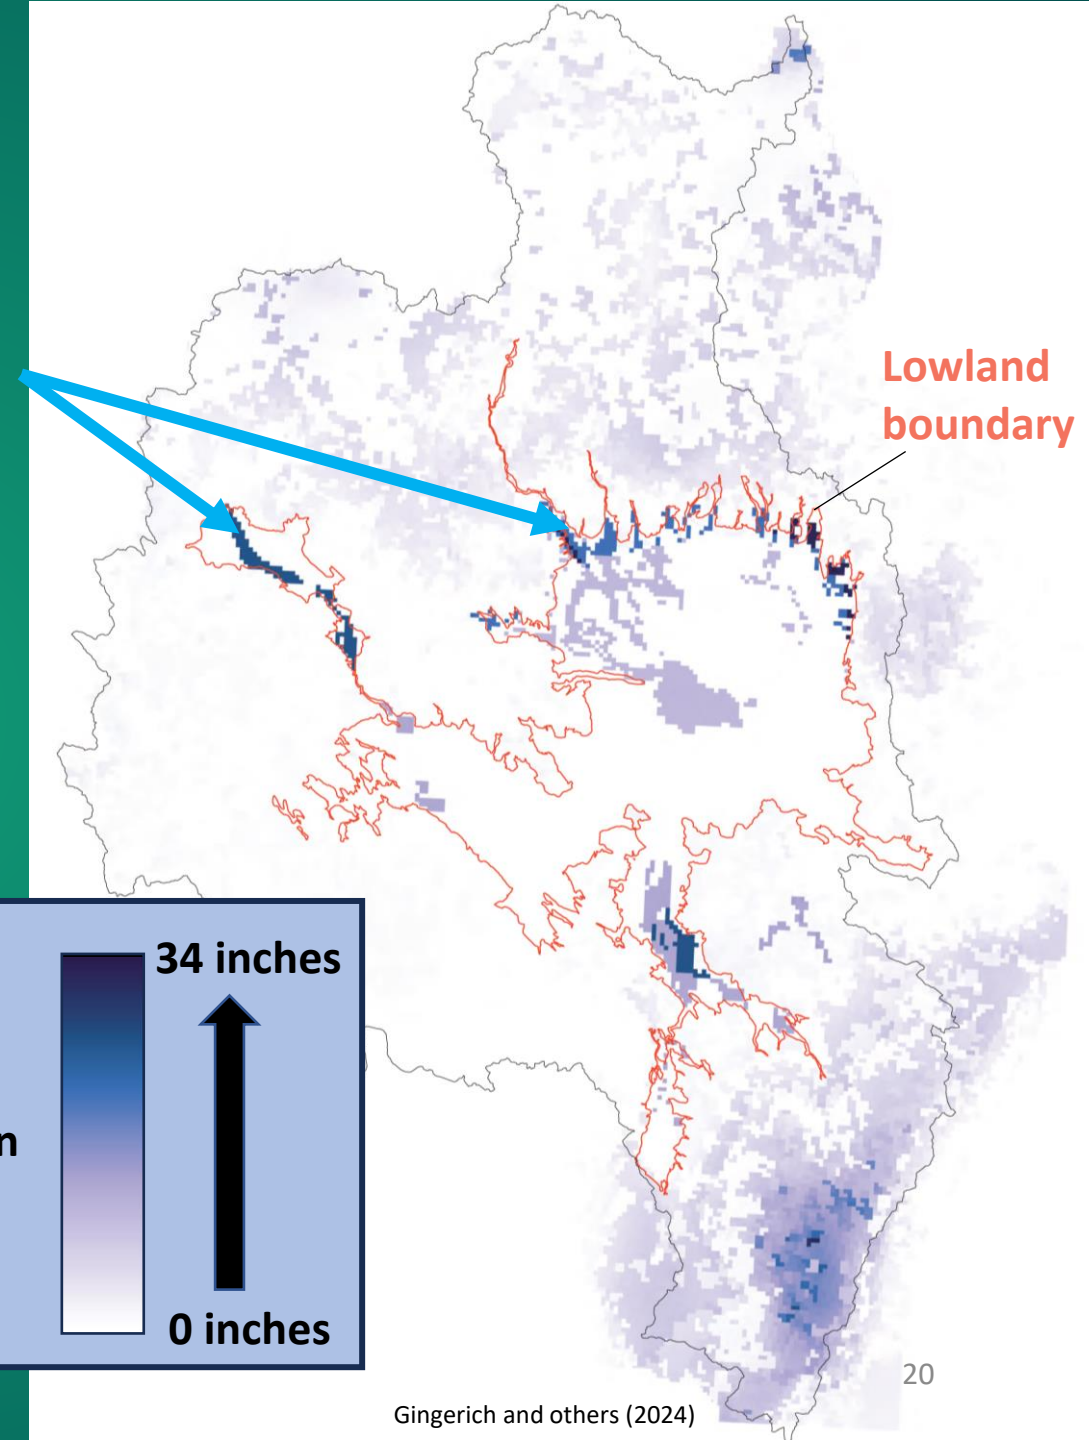 Lowland
boundary
34 inches
n
0 inches
20
Gingerich and others (2024)